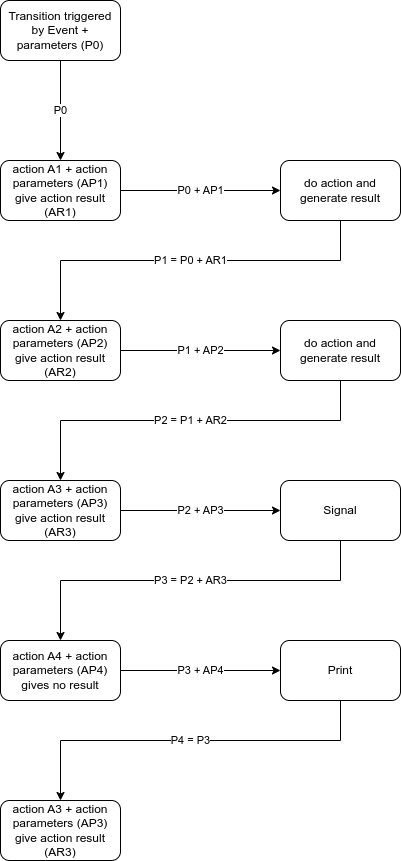 Transition triggered
by Event +
parameters (P0)
P0
action A1 + action
parameters (AP1)
give action result
(AR1)
P0 + AP1
do action and
generate result
P1 = P0 + AR1
action A2 + action
parameters (AP2)
give action result
(AR2)
P1 + AP2
do action and
generate result
P2 = P1 + AR2
action A3 + action
parameters (AP3)
give action result
(AR3)
P2 + AP3
Signal
P3 = P2 + AR3
action A4 + action
parameters (AP4)
gives no result
P3 + AP4
Print
P4 = P3
action A3 + action
parameters (AP3)
give action result
(AR3)